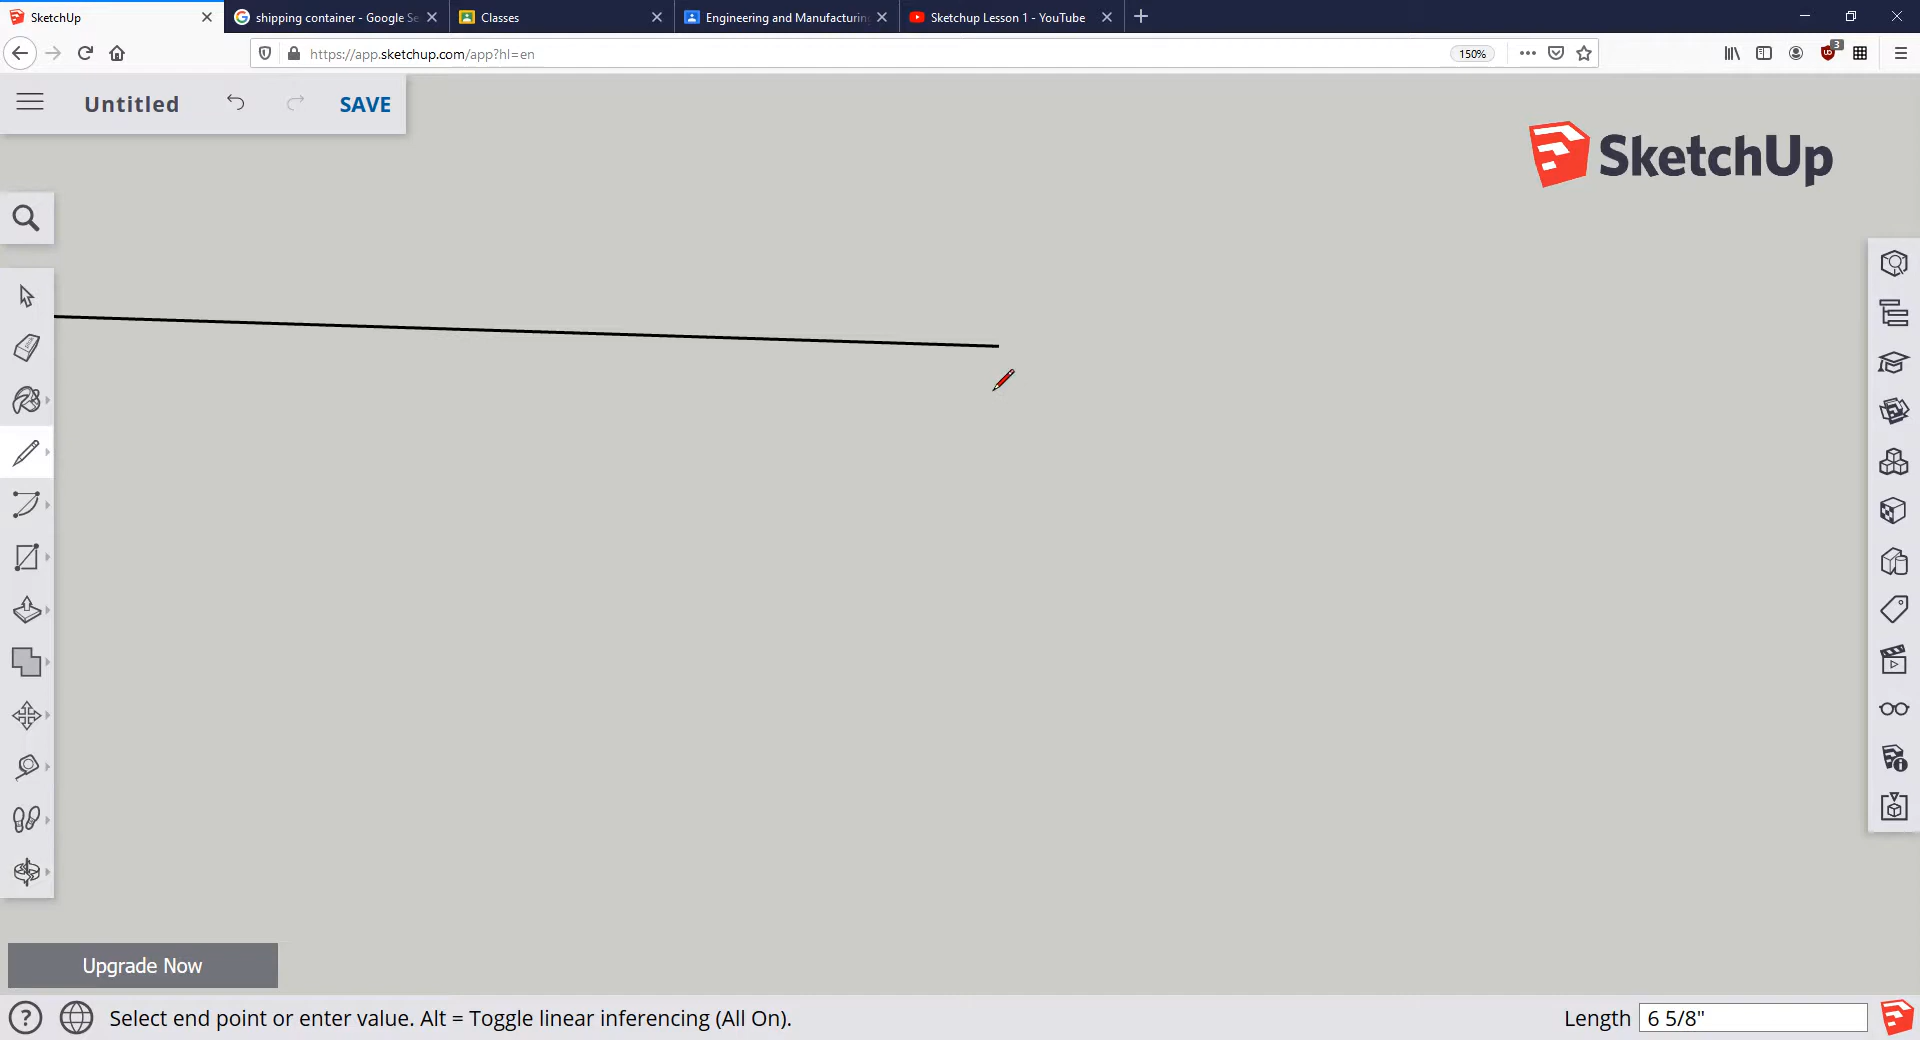 SketchUp
shipping container - Google Se
Classes
Engineering and Manufacturin
Sketchup Lesson 1 - YouTube
https://app.sketchup.com/app?hl=en
150%
3
Untitled
SAVE
SketchUp
Upgrade Now
Select end point or enter value. Alt = Toggle linear inferencing (All On).
Length 6 5/8"